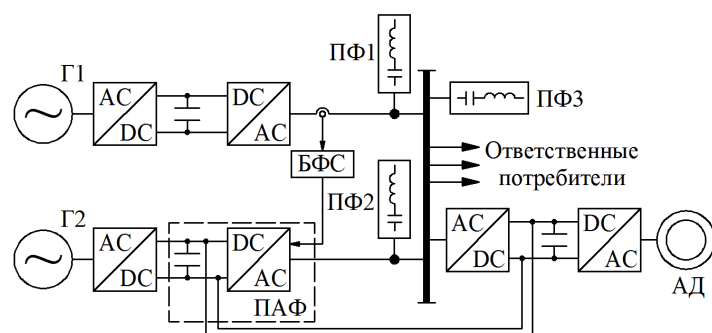 Г1
AC
DC
DC
AC
ПФ1
ПФ3
БФС
Ответственные
потребители
Г2
AC
DC
DC
AC
ПФ2
ПАФ
AC
DC
DC
AC
АД